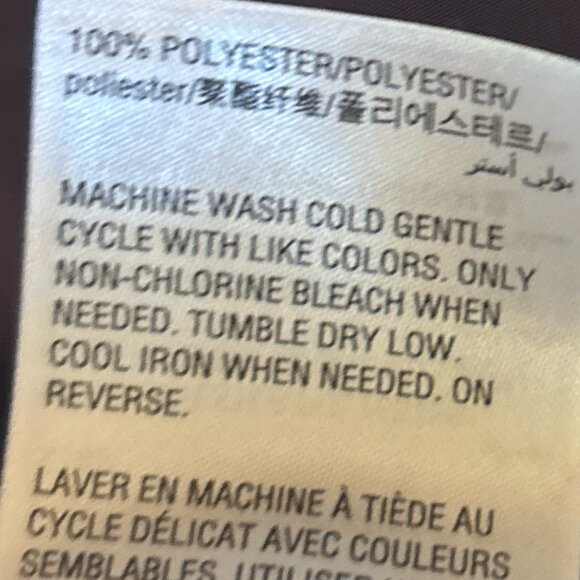 100% POLYESTER/POLYESTER/
poliester/聚酯纤维/폴리에스테르/
بولي أستر
MACHINE WASH COLD GENTLE
CYCLE WITH LIKE COLORS. ONLY
NON-CHLORINE BLEACH WHEN
NEEDED. TUMBLE DRY LOW.
COOL IRON WHEN NEEDED. ON
REVERSE.
LAVER EN MACHINE À TIÈDE AU
CYCLE DÉLICAT AVEC COULEURS
SEMBLABLES. UTILISER